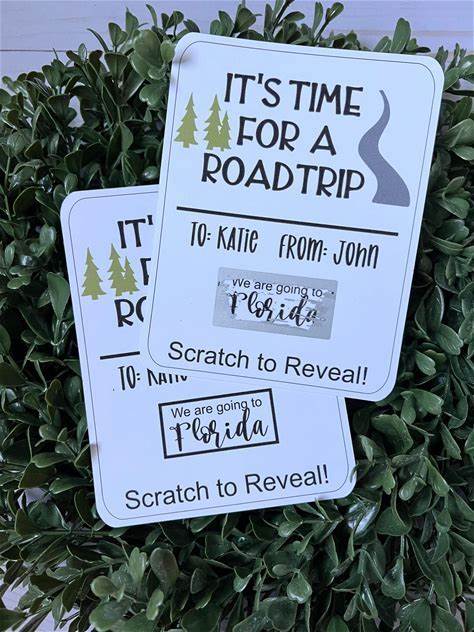 IT'S TIME
FOR A
ROADTRIP
TO: KATIE FROM: JOHN
We are going to
Florida
Scratch to Reveal!
IT'S
TO: KATIE
We are going to
Florida
Scratch to Reveal!